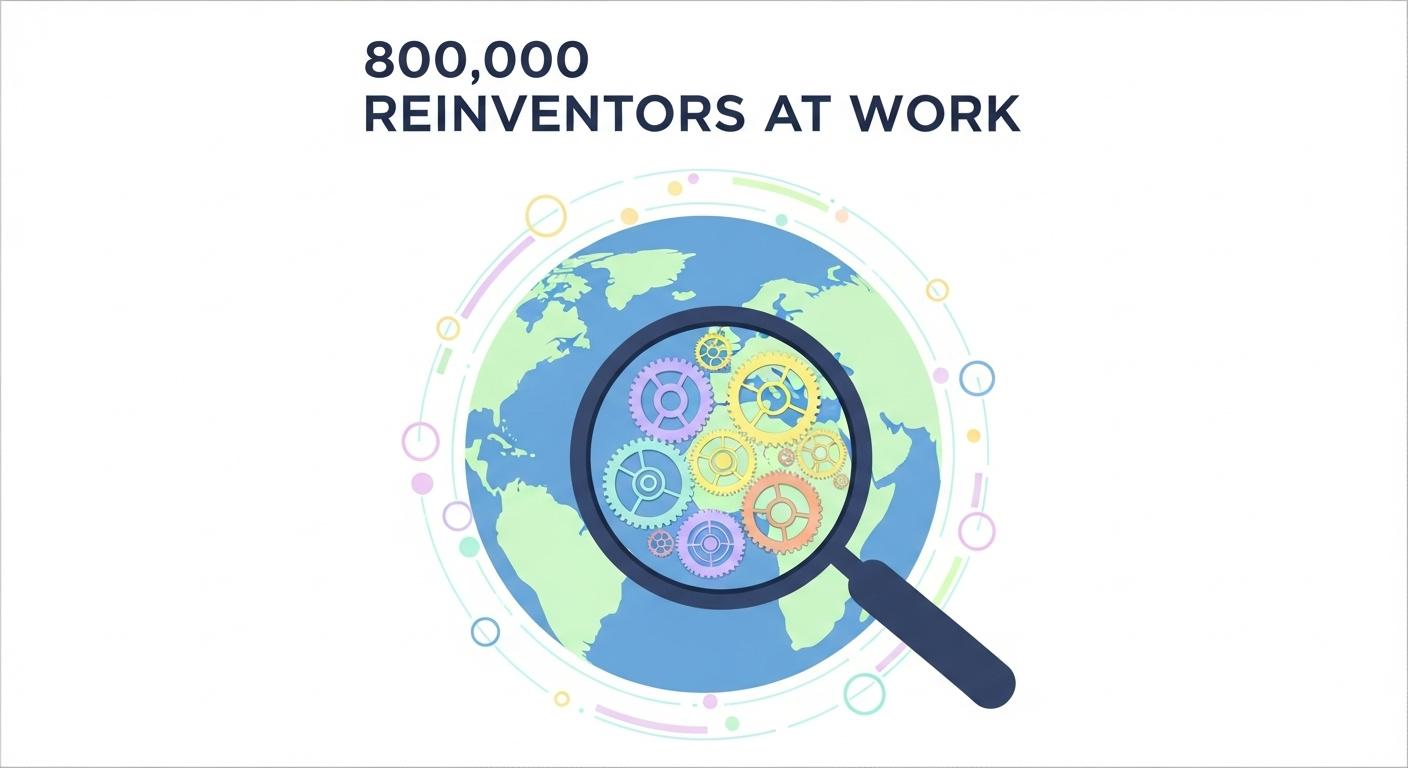 800,000
REINVENTORS AT WORK